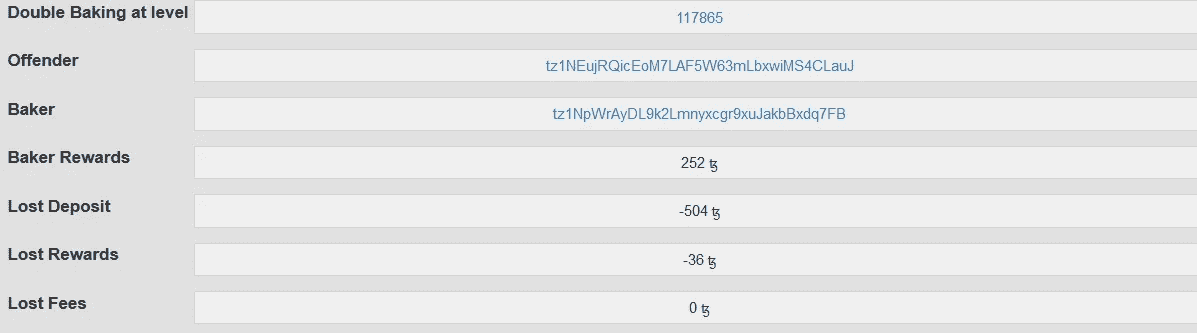 Double Baking at level 117865
Offender tz1NEujRQicEoM7LAF5W63mLbxwiMS4CLauJ
Baker tz1NpWrAyDL9k2Lmnyxcgr9xuJakbBxdq7FB
Baker Rewards 252 ꜩ
Lost Deposit -504 ꜩ
Lost Rewards -36 ꜩ
Lost Fees 0 ꜩ